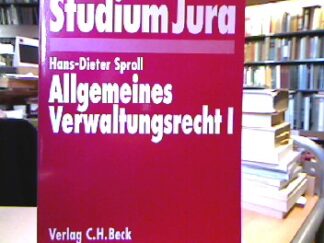 Studium Jura
Hans-Dieter Sproll
Allgemeines
Verwaltungsrecht I
Verlag C.H.Beck